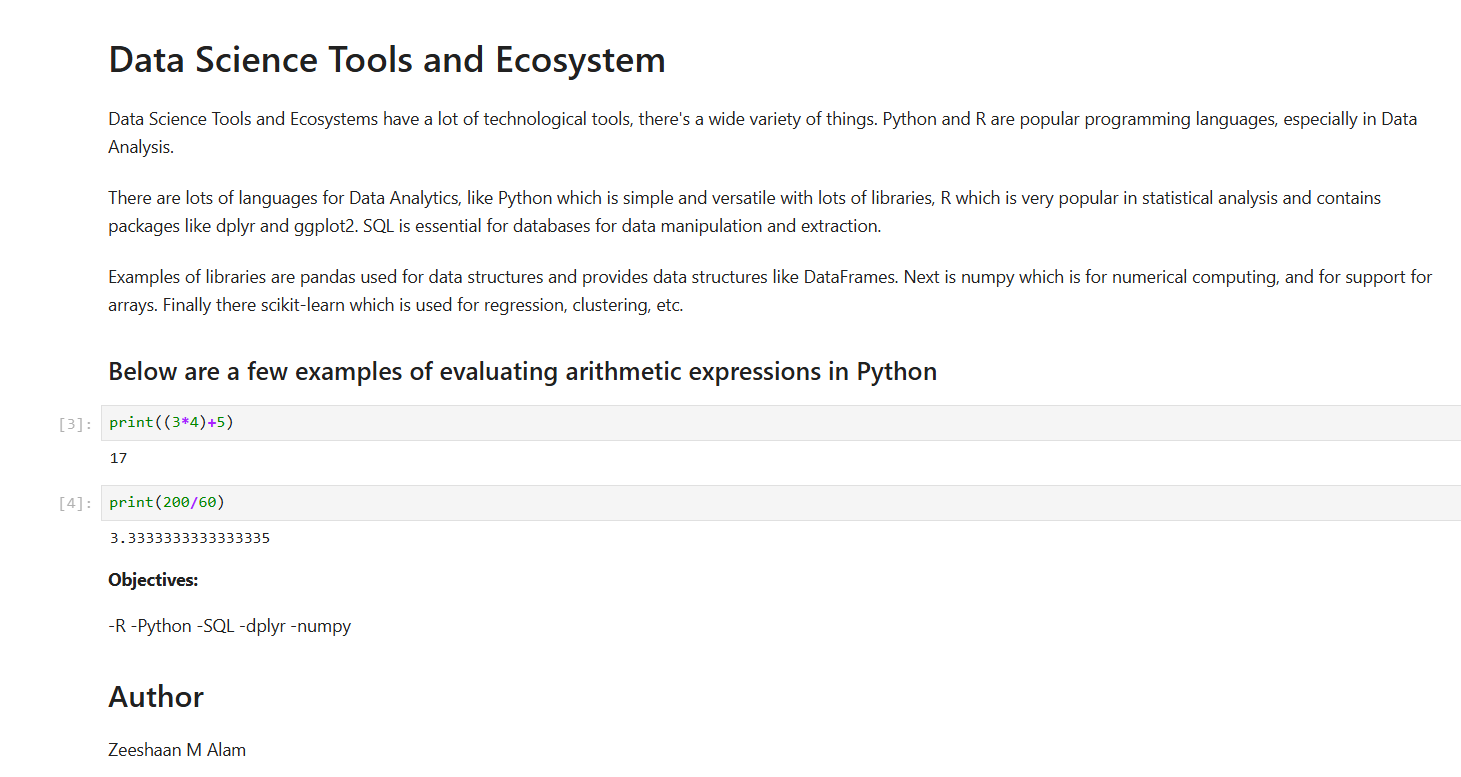 Data Science Tools and Ecosystem
Data Science Tools and Ecosystems have a lot of technological tools, there's a wide variety of things. Python and R are popular programming languages, especially in Data
Analysis.
There are lots of languages for Data Analytics, like Python which is simple and versatile with lots of libraries, R which is very popular in statistical analysis and contains
packages like dplyr and ggplot2. SQL is essential for databases for data manipulation and extraction.
Examples of libraries are pandas used for data structures and provides data structures like DataFrames. Next is numpy which is for numerical computing, and for support for
arrays. Finally there scikit-learn which is used for regression, clustering, etc.
Below are a few examples of evaluating arithmetic expressions in Python
[3]: print((3*4)+5)
17
[4]: print(200/60)
3.3333333333333335
Objectives:
-R -Python -SQL -dplyr -numpy
Author
Zeeshaan M Alam